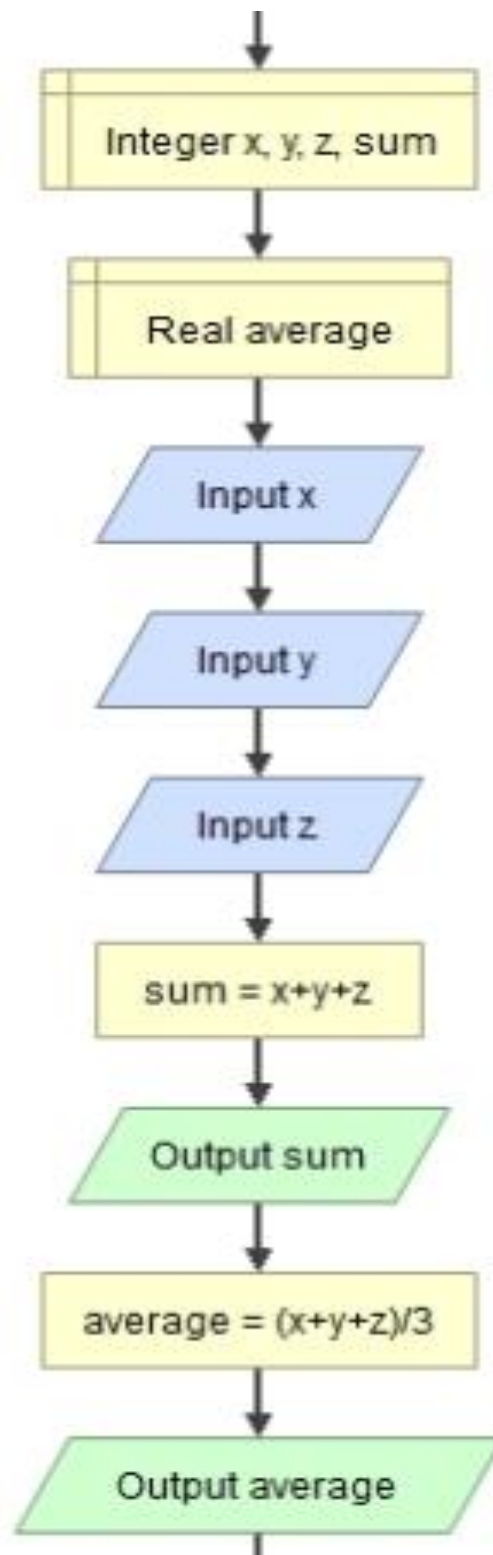 Integer x, y, z, sum
Real average
Input x
Input y
Input z
sum = x+y+z
Output sum
average = (x+y+z)/3
Output average